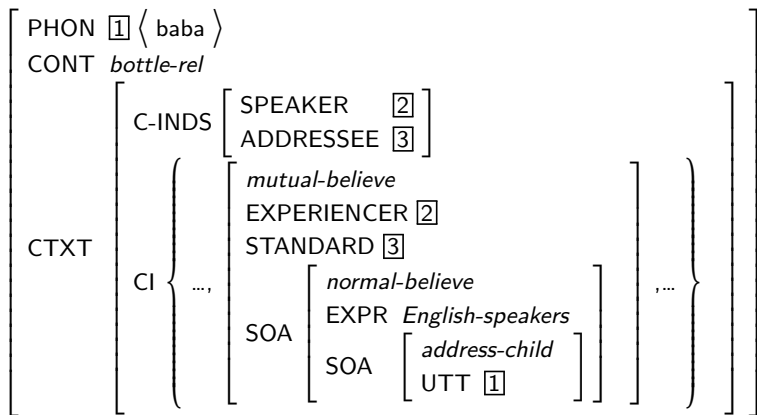 PHON 1 ⟨ baba ⟩
CONT bottle-rel
CTXT
C-INDS
SPEAKER 2
ADDRESSEE 3
CI { ...,
mutual-believe
EXPERIENCER 2
STANDARD 3
SOA
normal-believe
EXPR English-speakers
SOA
address-child
UTT 1
,... }